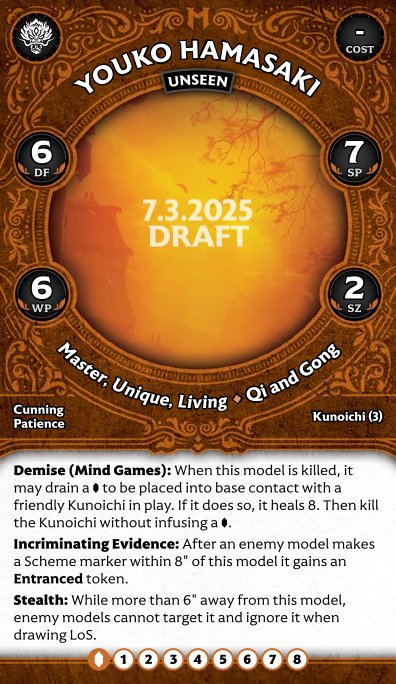 -
COST
YOUKO HAMASAKI
UNSEEN
6
DF
7
SP
7.3.2025
DRAFT
6
WP
2
SZ
Master, Unique, Living ♦ Qi and Gong
Cunning
Patience
Kunoichi (3)
Demise (Mind Games): When this model is killed, it
may drain a ⬮ to be placed into base contact with a
friendly Kunoichi in play. If it does so, it heals 8. Then kill
the Kunoichi without infusing a ⬮.
Incriminating Evidence: After an enemy model makes
a Scheme marker within 8" of this model it gains an
Entranced token.
Stealth: While more than 6" away from this model,
enemy models cannot target it and ignore it when
drawing LoS.
1 2 3 4 5 6 7 8